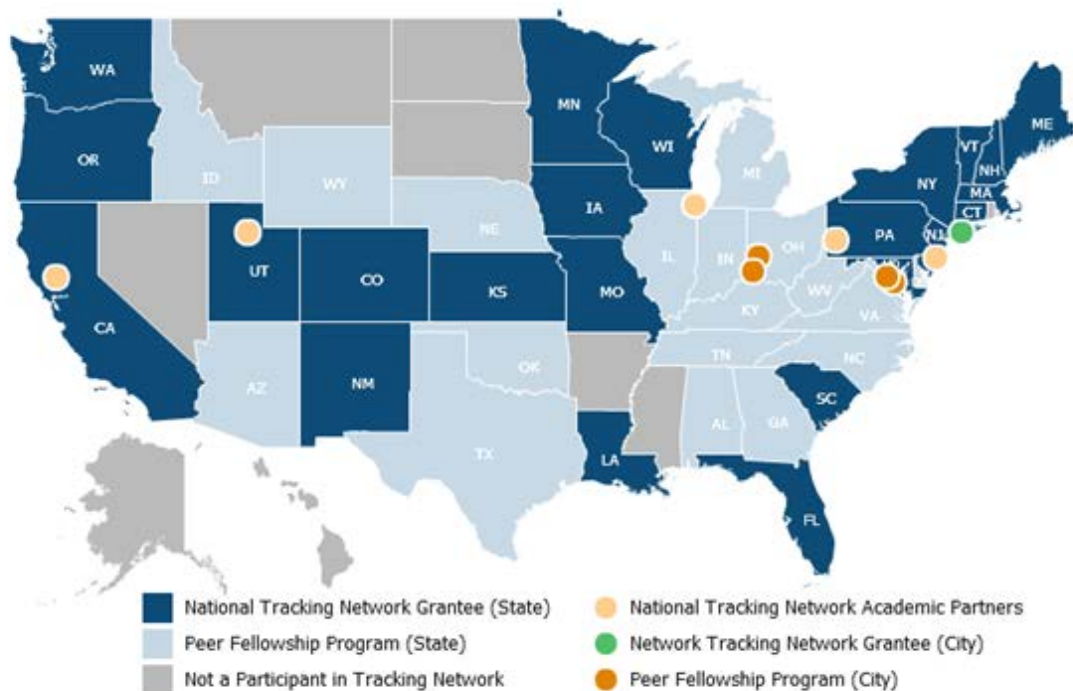 WA
OR
ID
WY
MN
WI
MI
ME
VT
NH
NY
MA
CT
CA
UT
CO
NE
KS
IA
MO
IL
IN
OH
PA
NJ
WV
VA
KY
TN
NC
AZ
NM
OK
TX
LA
AL
GA
SC
FL
National Tracking Network Grantee (State)
Peer Fellowship Program (State)
Not a Participant in Tracking Network
National Tracking Network Academic Partners
Network Tracking Network Grantee (City)
Peer Fellowship Program (City)